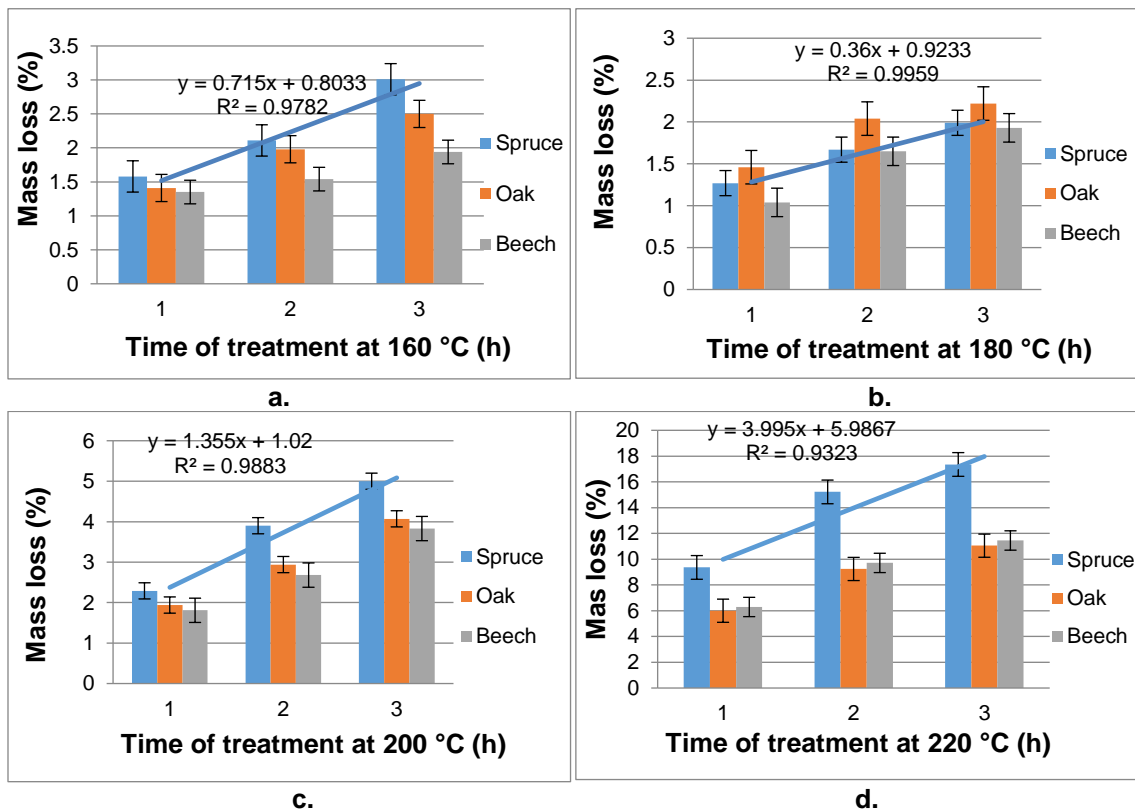 Mass loss (%)
3.5
3
2.5
2
1.5
1
0.5
0
y = 0.715x + 0.8033
R² = 0.9782
Spruce
Oak
Beech
1 2 3
Time of treatment at 160 °C (h)
a.
Mass loss (%)
3
2.5
2
1.5
1
0.5
0
y = 0.36x + 0.9233
R² = 0.9959
Spruce
Oak
Beech
1 2 3
Time of treatment at 180 °C (h)
b.
Mass loss (%)
6
5
4
3
2
1
0
y = 1.355x + 1.02
R² = 0.9883
Spruce
Oak
Beech
1 2 3
Time of treatment at 200 °C (h)
c.
Mas loss (%)
20
18
16
14
12
10
8
6
4
2
0
y = 3.995x + 5.9867
R² = 0.9323
Spruce
Oak
Beech
1 2 3
Time of treatment at 220 °C (h)
d.